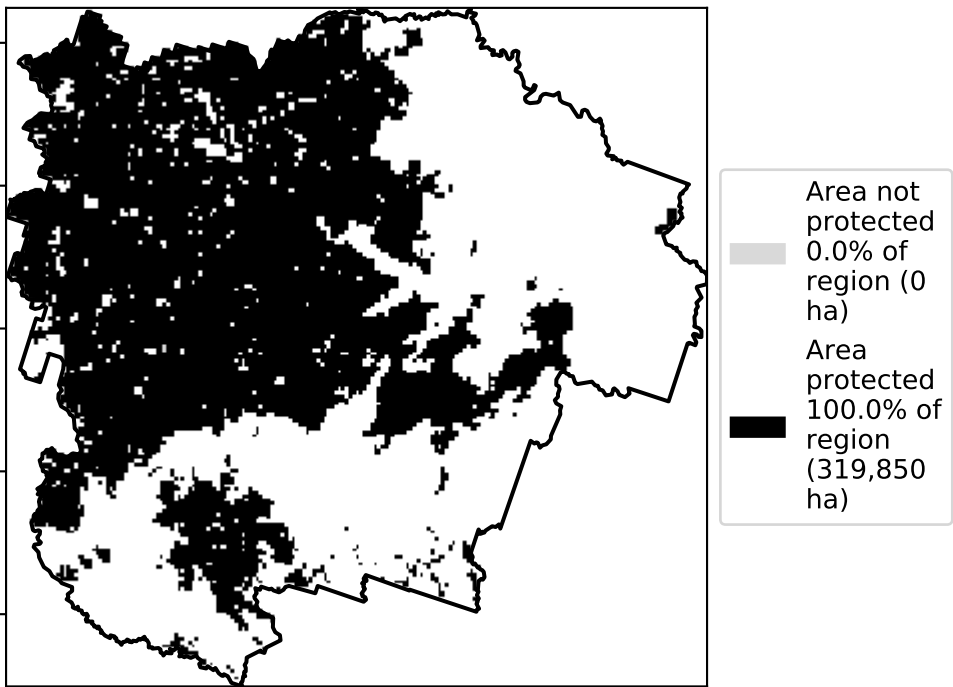 Area not
protected
0.0% of
region (0
ha)
Area
protected
100.0% of
region
(319,850
ha)